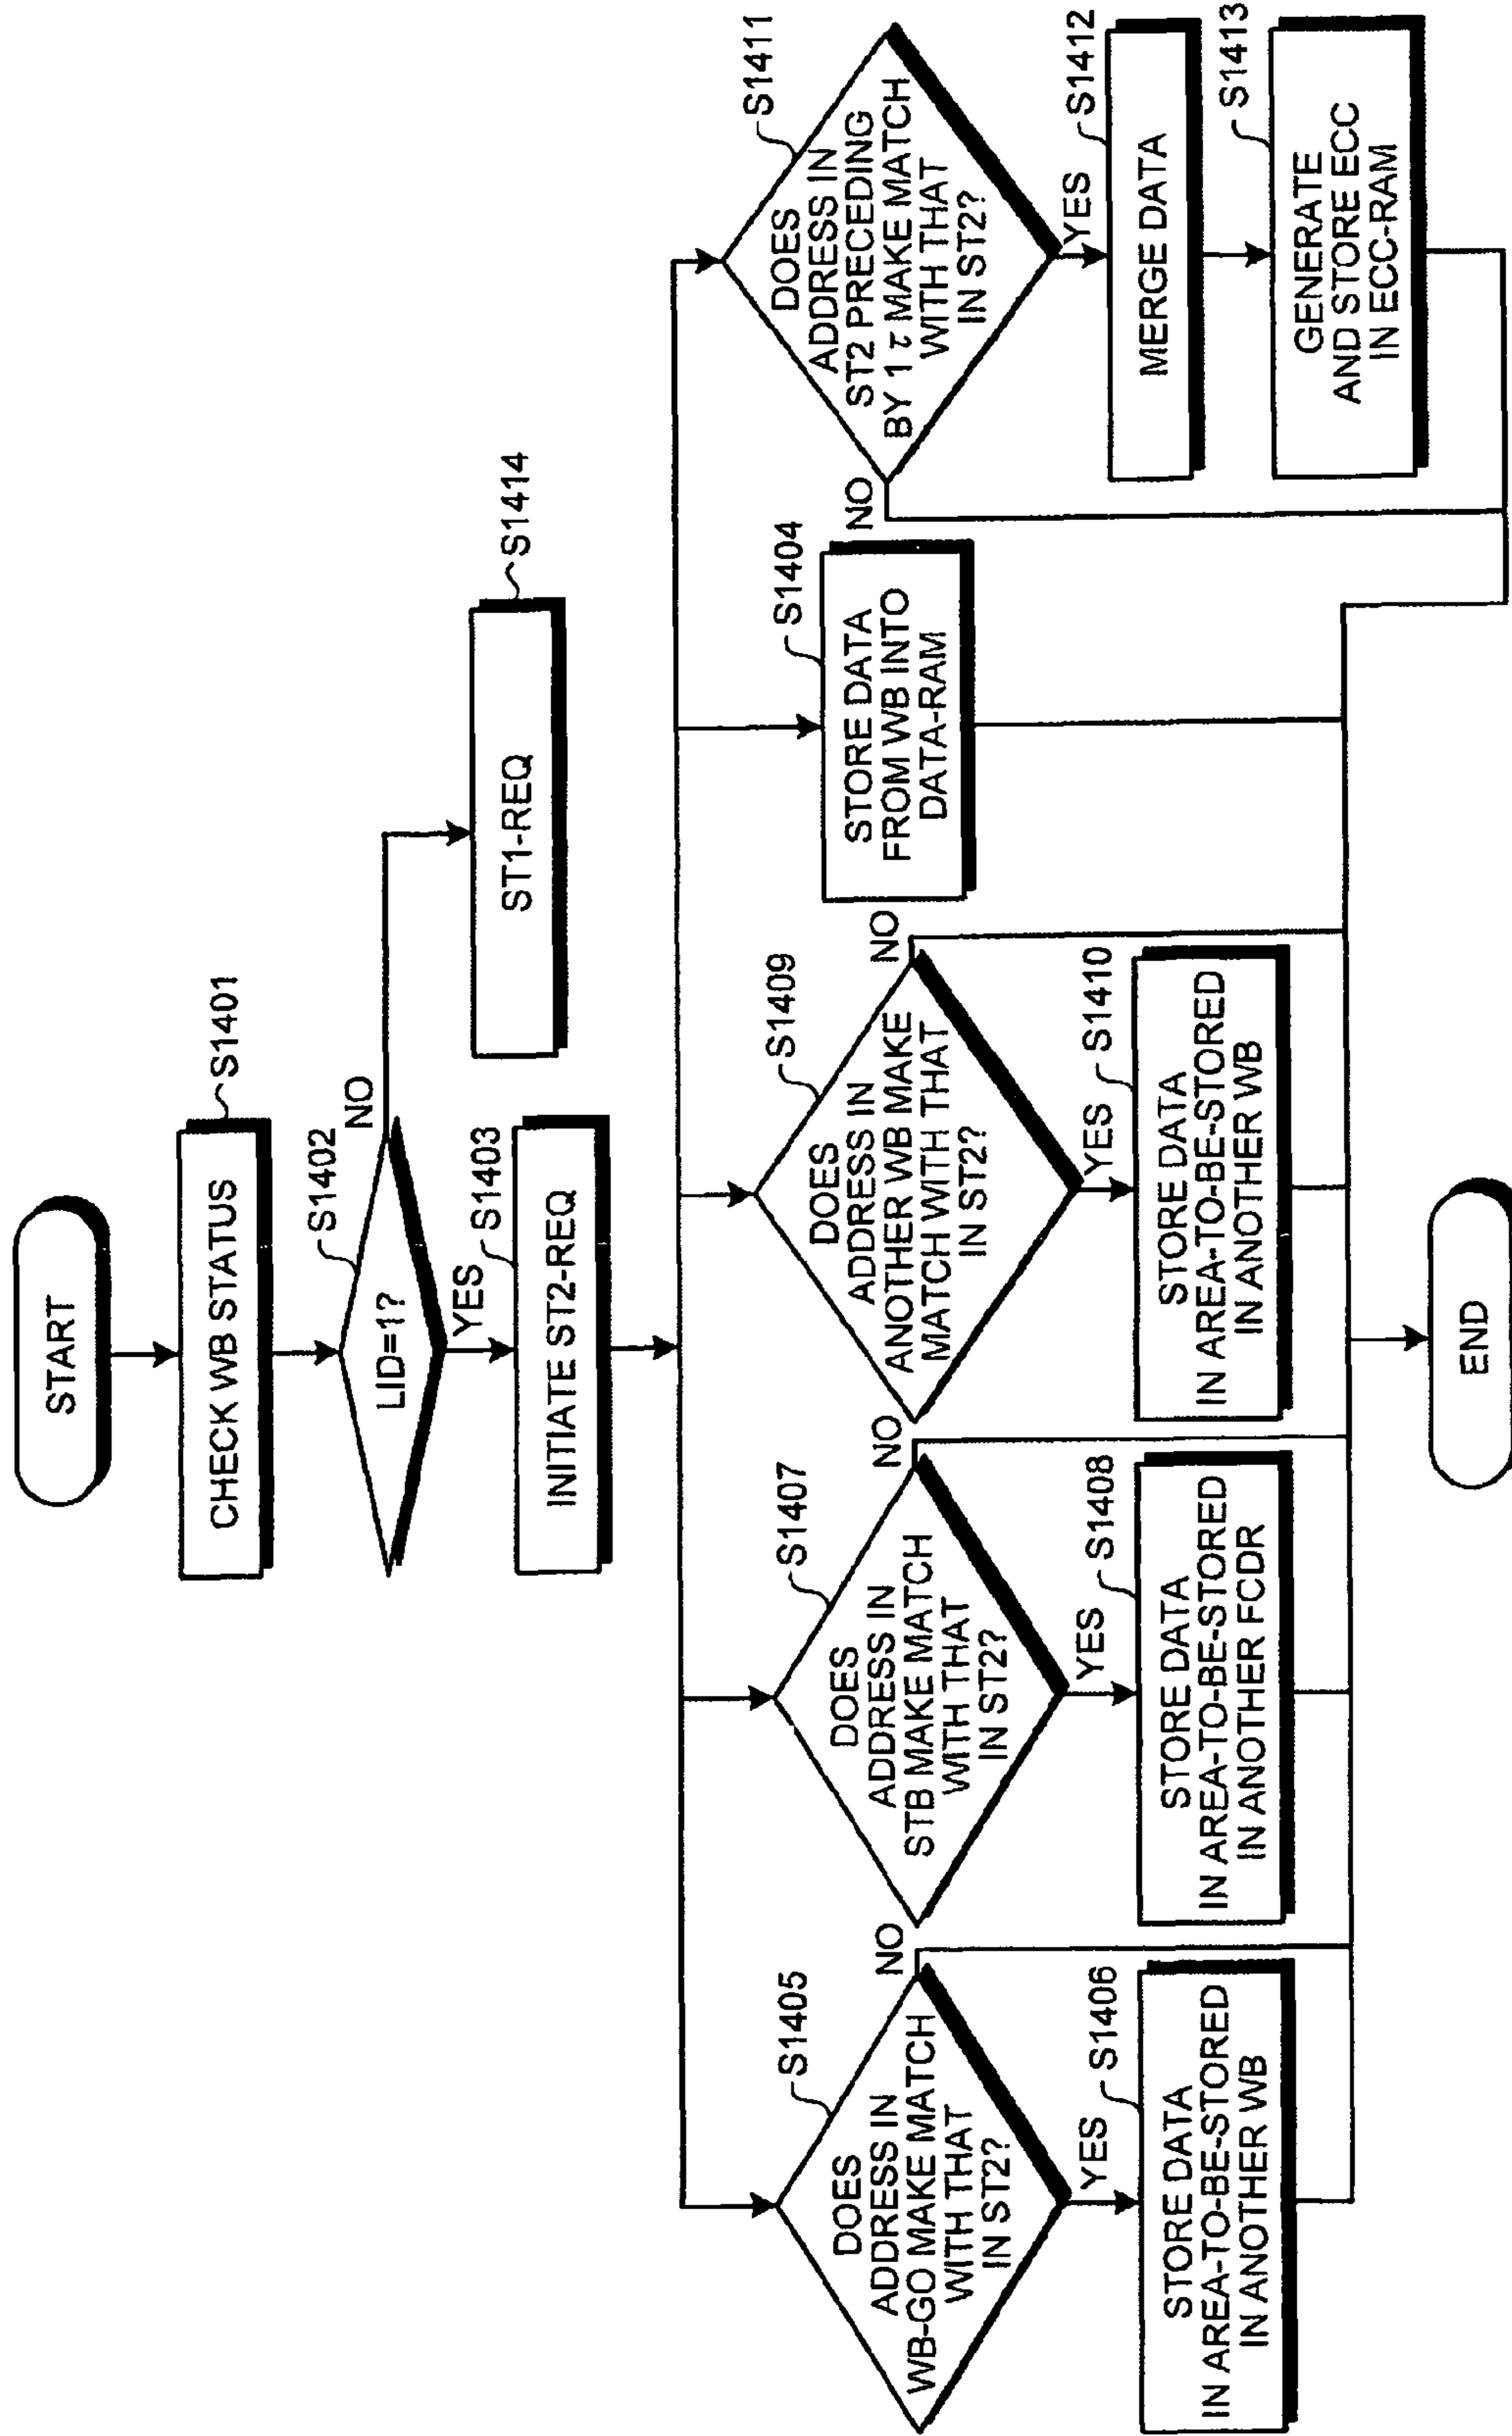 START
CHECK WB STATUS
S1401
LID=1?
S1402
NO
YES
INITIATE ST2-REQ
S1403
ST1-REQ
S1414
DOES
ADDRESS IN
WB-GO MAKE MATCH
WITH THAT
IN ST2?
S1405
NO
YES
STORE DATA
IN AREA-TO-BE-STORED
IN ANOTHER WB
S1406
DOES
ADDRESS IN
STB MAKE MATCH
WITH THAT
IN ST2?
S1407
NO
YES
STORE DATA
IN AREA-TO-BE-STORED
IN ANOTHER FCDR
S1408
DOES
ADDRESS IN
ANOTHER WB MAKE
MATCH WITH THAT
IN ST2?
S1409
NO
YES
STORE DATA
IN AREA-TO-BE-STORED
IN ANOTHER WB
S1410
STORE DATA
FROM WB INTO
DATA-RAM
S1404
DOES
ADDRESS IN
ST2 PRECEDING
BY 1 τ MAKE MATCH
WITH THAT
IN ST2?
S1411
NO
YES
MERGE DATA
S1412
GENERATE
AND STORE ECC
IN ECC-RAM
S1413
END